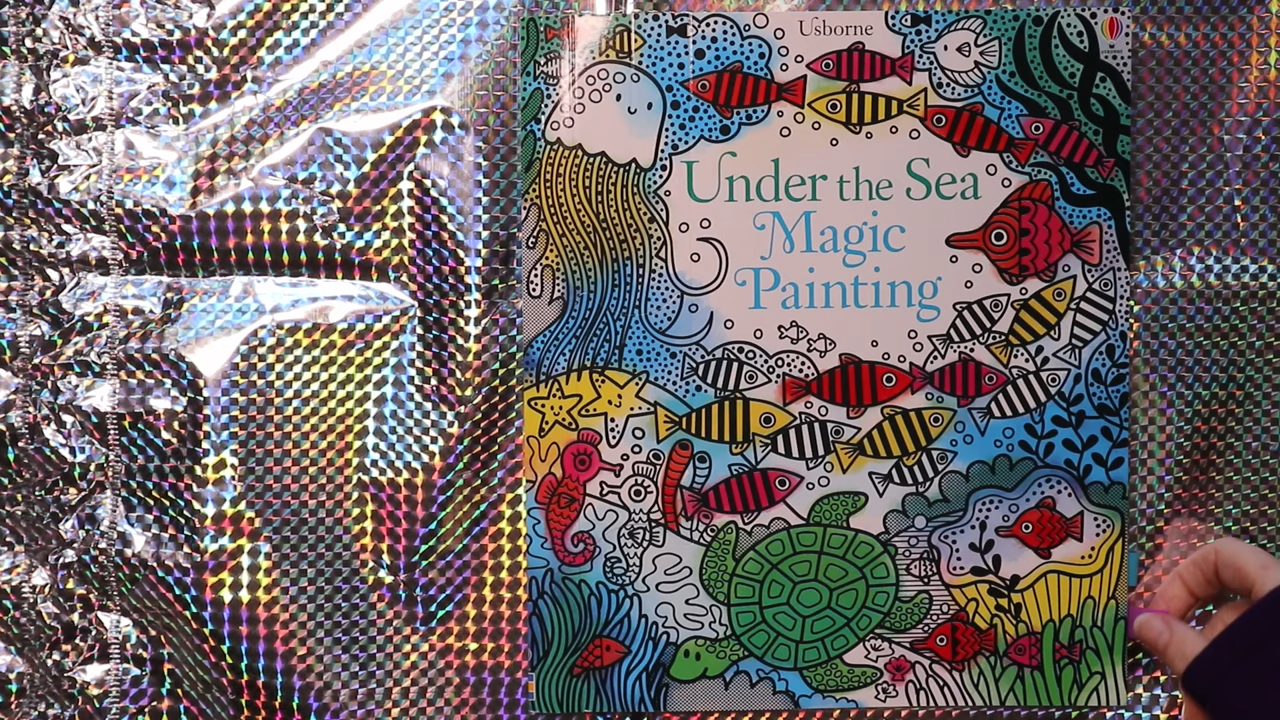 Usborne
Under the Sea
Magic
Painting